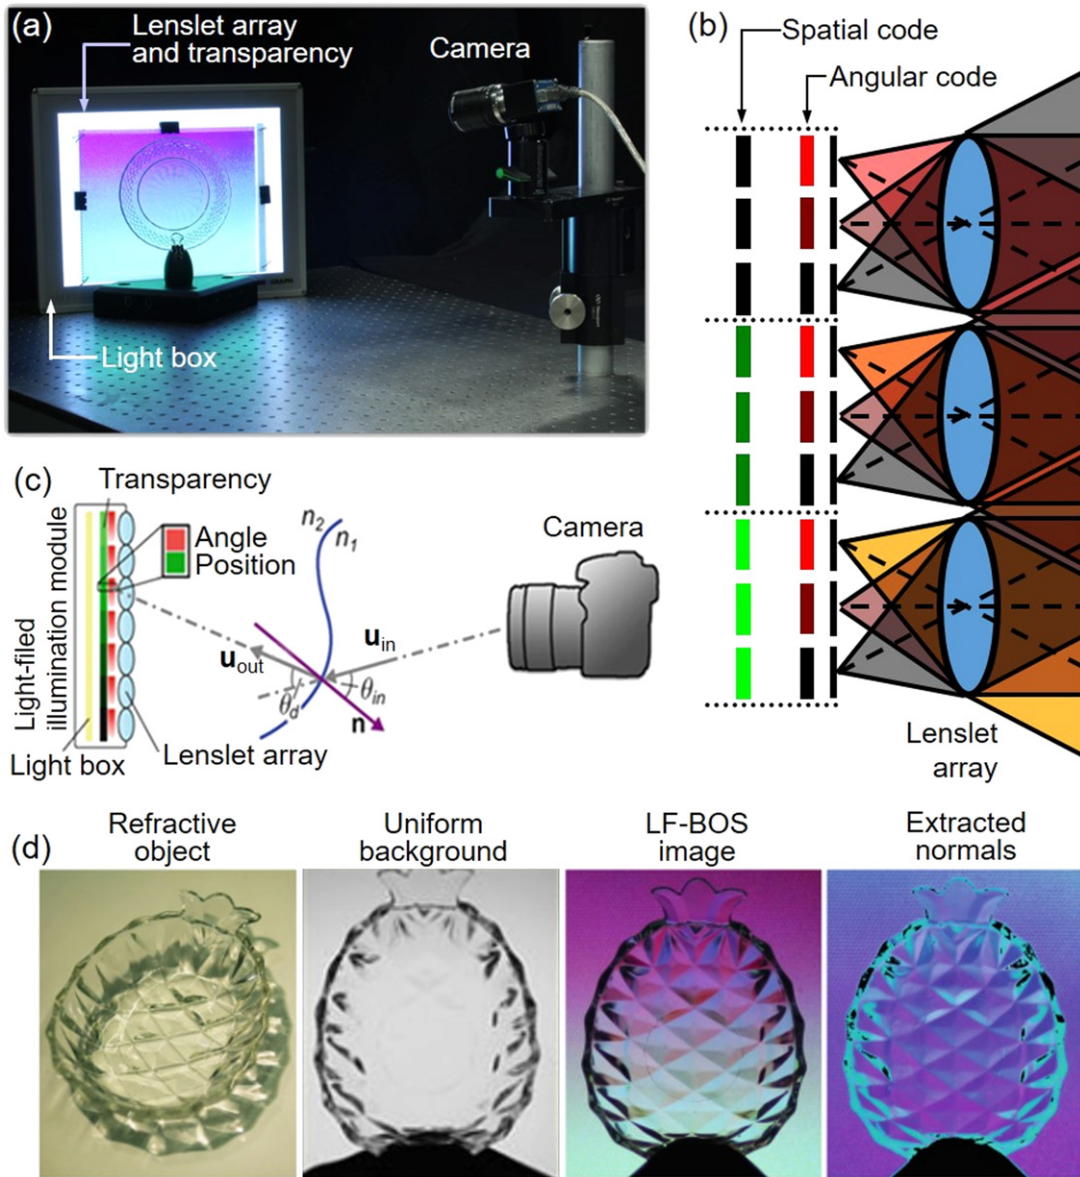 (a)
Lenslet array
and transparency
Camera
Light box
(b)
Spatial code
Angular code
Lenslet
array
(c)
Transparency
Angle
Position
Light-filed
illumination module
Light box
Lenslet array
n2
n1
uin
uout
θd
θin
n
Camera
(d)
Refractive
object
Uniform
background
LF-BOS
image
Extracted
normals